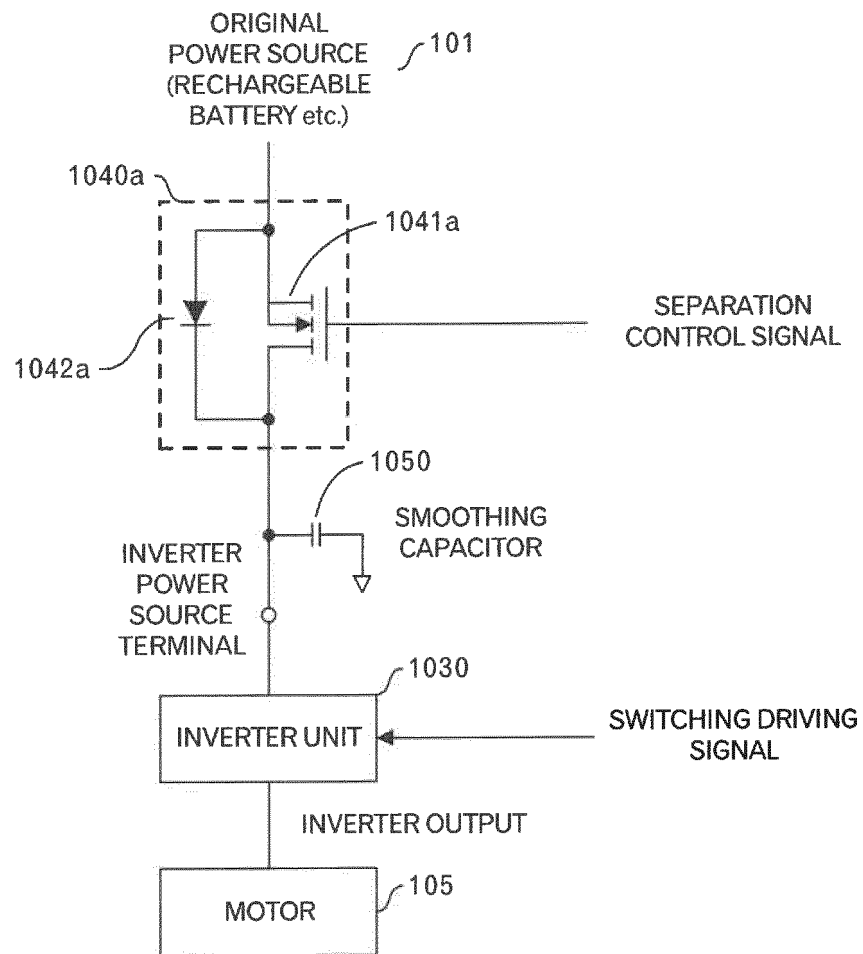 ORIGINAL
POWER SOURCE
(RECHARGEABLE
BATTERY etc.)
101
1040a
1041a
SEPARATION
CONTROL SIGNAL
1042a
1050
SMOOTHING
CAPACITOR
INVERTER
POWER
SOURCE
TERMINAL
1030
INVERTER UNIT
SWITCHING DRIVING
SIGNAL
INVERTER OUTPUT
105
MOTOR